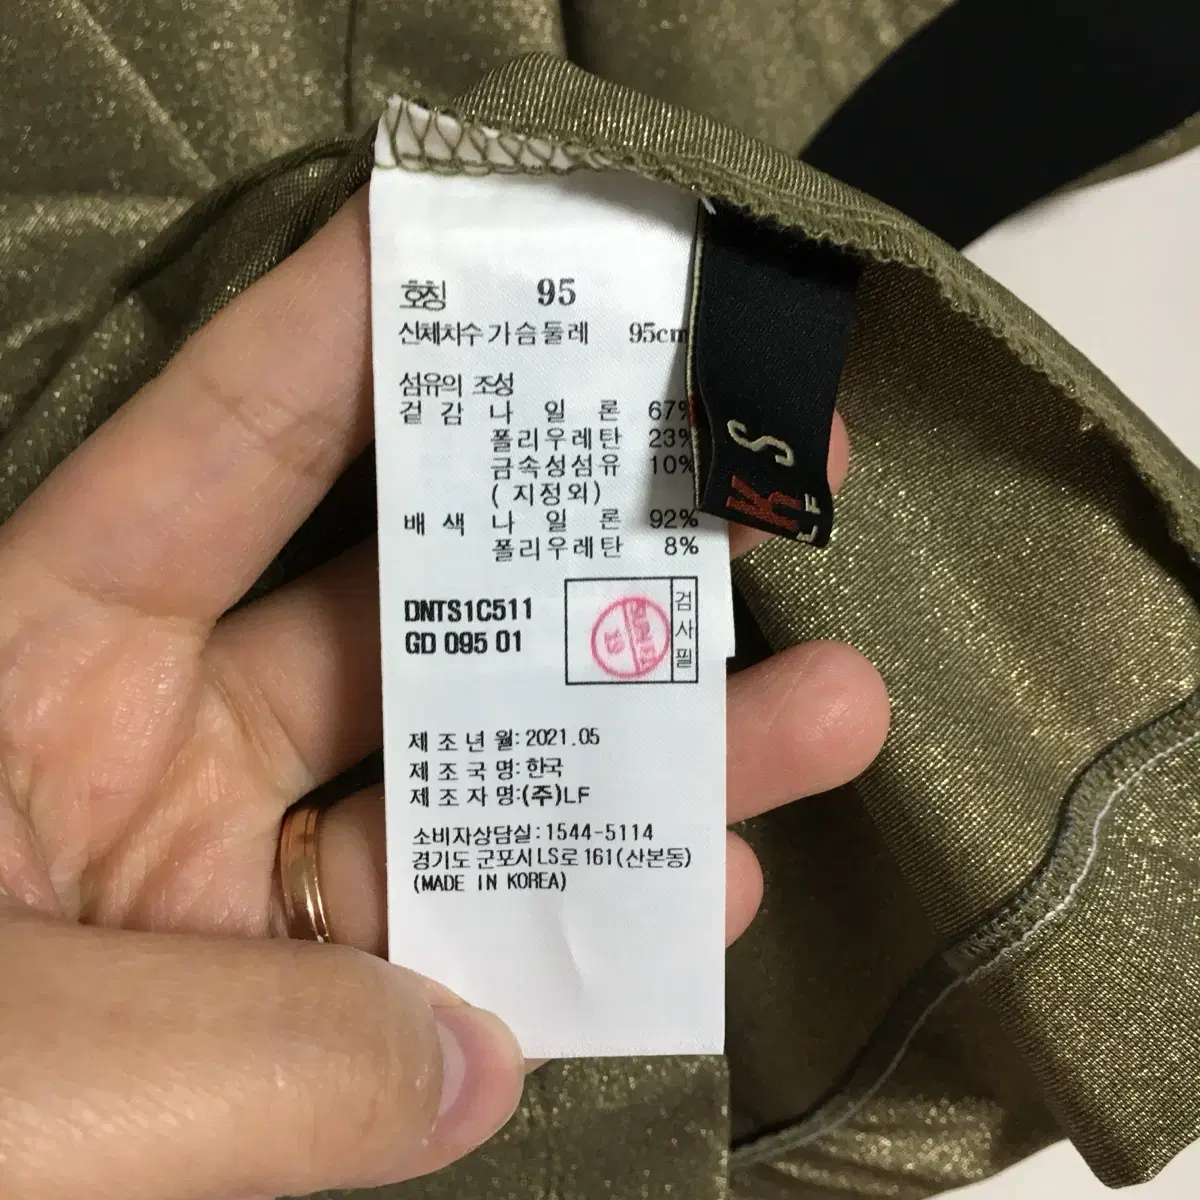 호칭 95
신체치수 가슴둘레 95cm
섬유의 조성
겉감 나일론 67%
폴리우레탄 23%
금속성섬유 10%
(지정외)
배색 나일론 92%
폴리우레탄 8%
DNTS1C511
GD 095 01
검사필
제조년월: 2021.05
제조국명: 한국
제조자명:(주)LF
소비자상담실: 1544-5114
경기도 군포시 LS로 161(산본동)
(MADE IN KOREA)
KS
LF